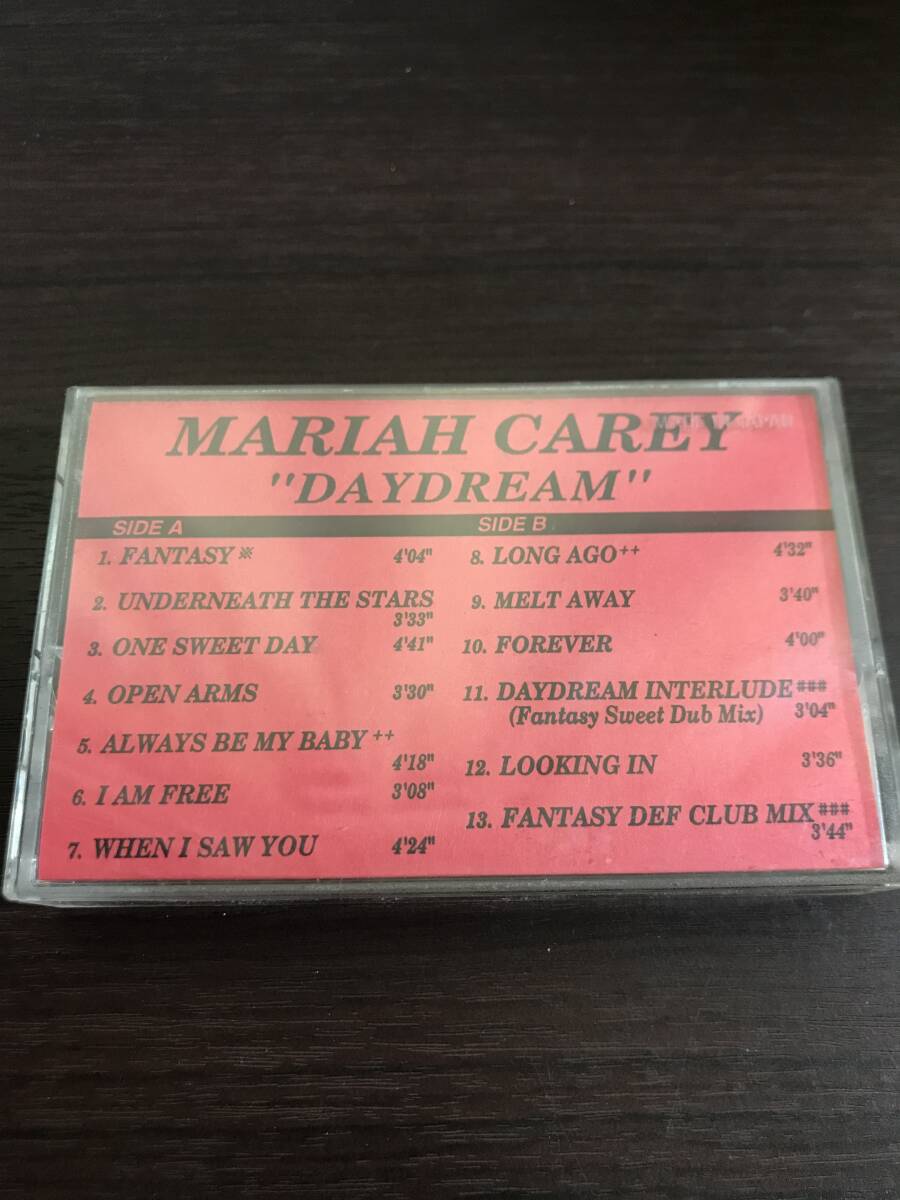 MARIAH CAREY
MADE IN JAPAN
"DAYDREAM"
SIDE A
1. FANTASY※ 4'04"
2. UNDERNEATH THE STARS
3'33"
3. ONE SWEET DAY 4'41"
4. OPEN ARMS 3'30"
5. ALWAYS BE MY BABY ++
4'18"
6. I AM FREE 3'08"
7. WHEN I SAW YOU 4'24"
SIDE B
8. LONG AGO++ 4'32"
9. MELT AWAY 3'40"
10. FOREVER 4'00"
11. DAYDREAM INTERLUDE###
(Fantasy Sweet Dub Mix) 3'04"
12. LOOKING IN 3'36"
13. FANTASY DEF CLUB MIX###
3'44"